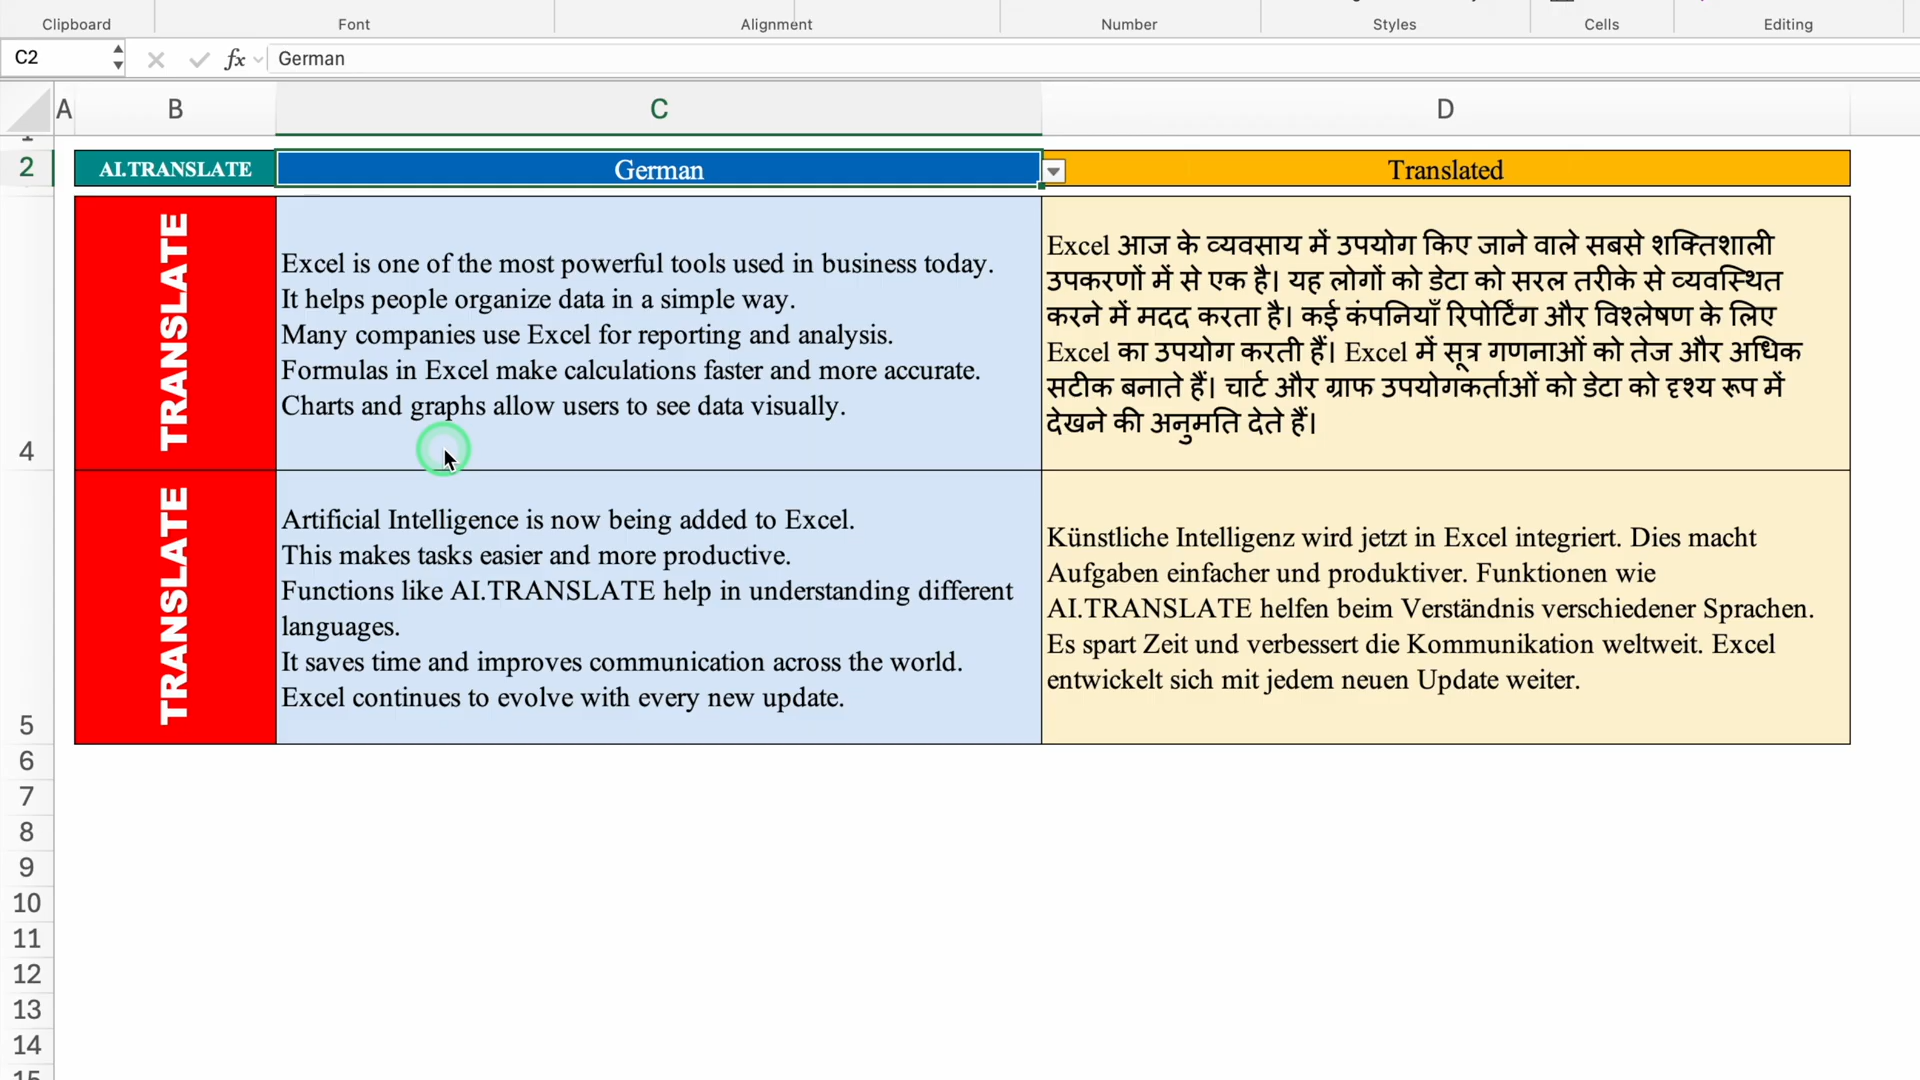 Clipboard
Font
Alignment
Number
Styles
Cells
Editing
C2
fx
German
A
B
C
D
2
AI.TRANSLATE
German
Translated
4
TRANSLATE
Excel is one of the most powerful tools used in business today.
It helps people organize data in a simple way.
Many companies use Excel for reporting and analysis.
Formulas in Excel make calculations faster and more accurate.
Charts and graphs allow users to see data visually.
Excel आज के व्यवसाय में उपयोग किए जाने वाले सबसे शक्तिशाली
उपकरणों में से एक है। यह लोगों को डेटा को सरल तरीके से व्यवस्थित
करने में मदद करता है। कई कंपनियाँ रिपोर्टिंग और विश्लेषण के लिए
Excel का उपयोग करती हैं। Excel में सूत्र गणनाओं को तेज और अधिक
सटीक बनाते हैं। चार्ट और ग्राफ उपयोगकर्ताओं को डेटा को दृश्य रूप में
देखने की अनुमति देते हैं।
5
TRANSLATE
Artificial Intelligence is now being added to Excel.
This makes tasks easier and more productive.
Functions like AI.TRANSLATE help in understanding different
languages.
It saves time and improves communication across the world.
Excel continues to evolve with every new update.
Künstliche Intelligenz wird jetzt in Excel integriert. Dies macht
Aufgaben einfacher und produktiver. Funktionen wie
AI.TRANSLATE helfen beim Verständnis verschiedener Sprachen.
Es spart Zeit und verbessert die Kommunikation weltweit. Excel
entwickelt sich mit jedem neuen Update weiter.
6
7
8
9
10
11
12
13
14
15